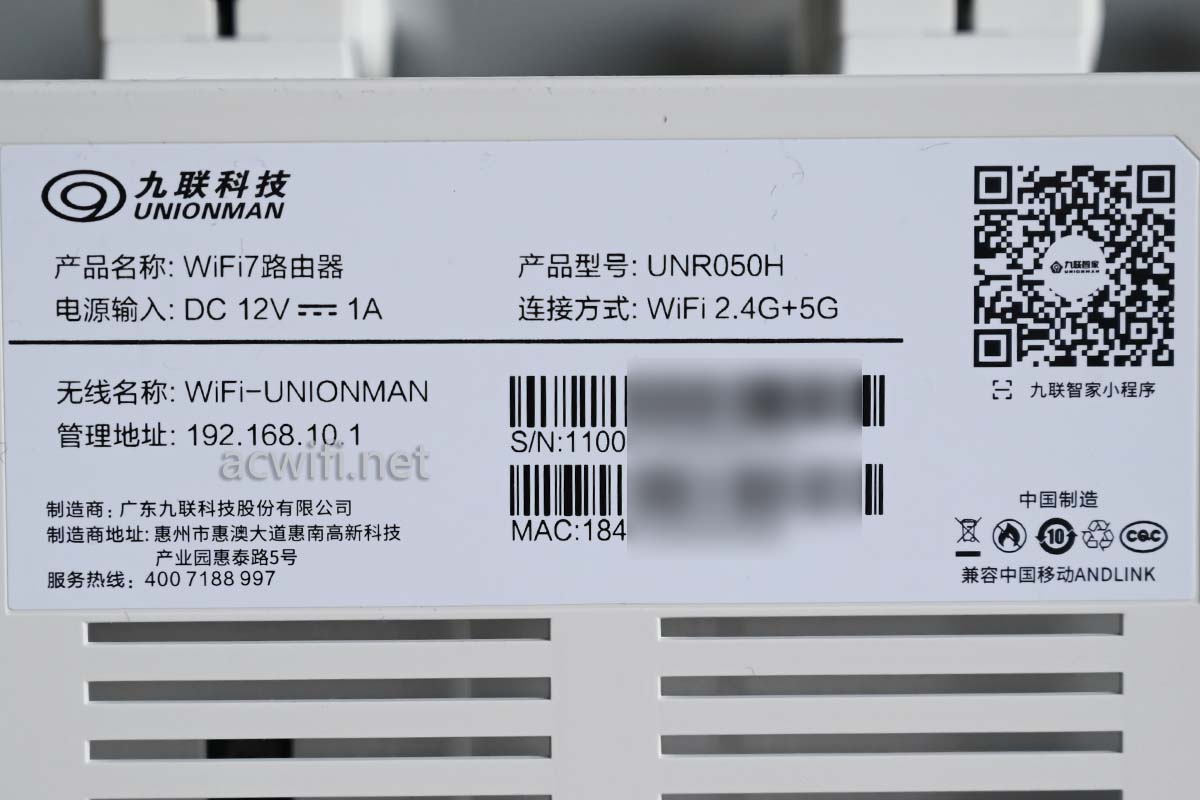 九联科技
UNIONMAN
产品名称: WiFi7路由器
产品型号: UNR050H
电源输入: DC 12V 1A
连接方式: WiFi 2.4G+5G
九联智家
UNIONMAN
九联智家小程序
无线名称: WiFi-UNIONMAN
管理地址: 192.168.10.1
acwifi.net
S/N:1100
MAC:184
制造商: 广东九联科技股份有限公司
制造商地址: 惠州市惠澳大道惠南高新科技
产业园惠泰路5号
服务热线: 400 7188 997
中国制造
10
CQC
兼容中国移动ANDLINK